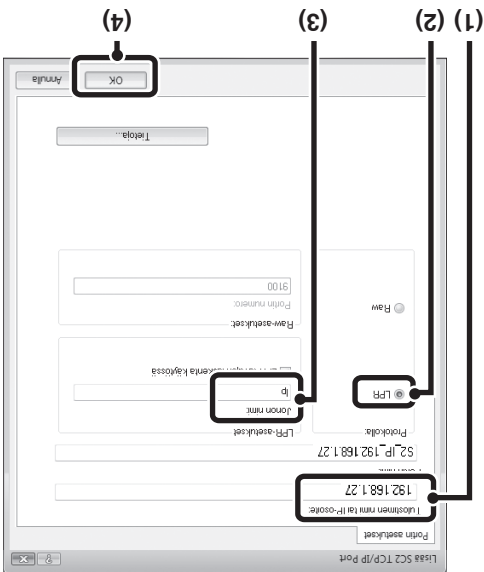 Lisää SC2 TCP/IP Port
Portin asetukset
Tulostimen nimi tai IP-osoite:
192.168.1.27
S2_IP_192.168.1.27
Protokolla:
LPR
Raw
LPR-asetukset
Jonon nimi:
lp
käytössä
Raw-asetukset:
Portin numero:
9100
Tietoja...
OK
Annulla
(1)
(2)
(3)
(4)